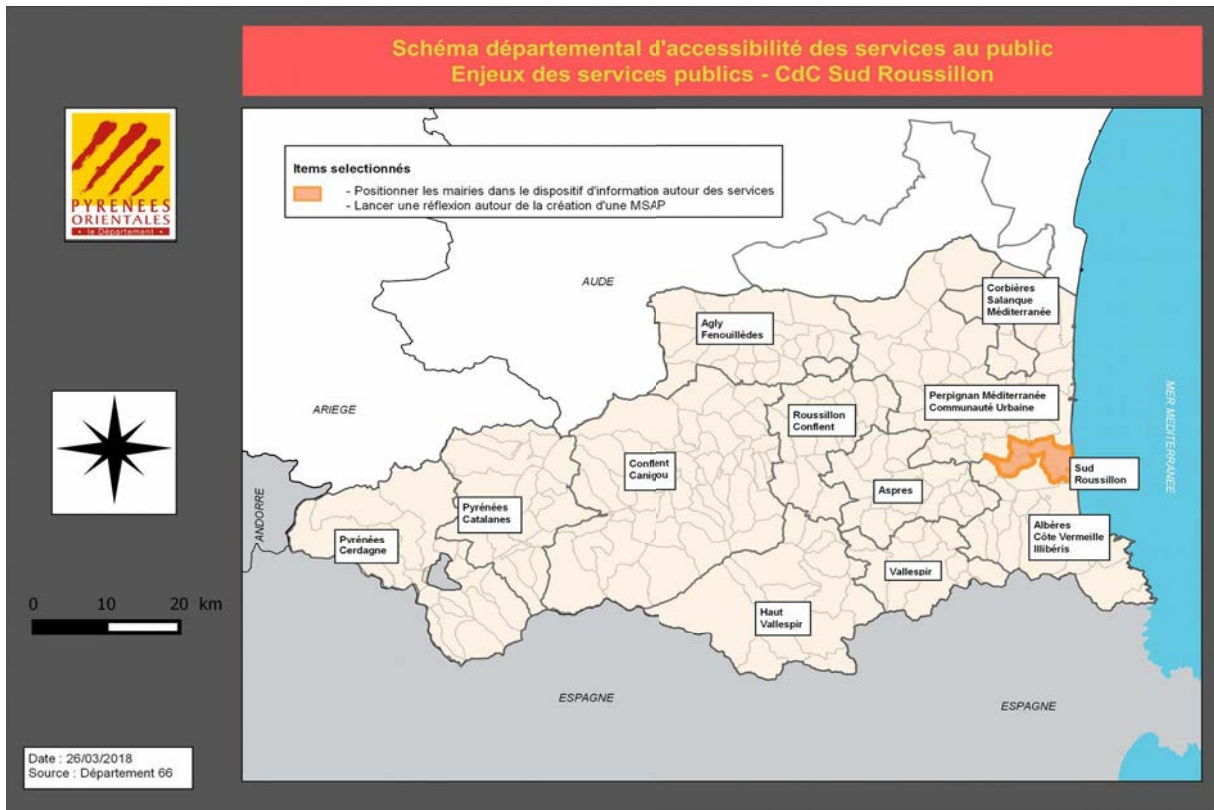 Schéma départemental d'accessibilité des services au public
Enjeux des services publics - CdC Sud Roussillon
PYRENEES
ORIENTALES
• le Département •
Items selectionnés
- Positionner les mairies dans le dispositif d'information autour des services
- Lancer une réflexion autour de la création d'une MSAP
AUDE
Corbières
Salanque
Méditerranée
Agly
Fenouillèdes
ARIEGE
Perpignan Méditerranée
Communauté Urbaine
MER MEDITERRANEE
Roussillon
Conflent
Conflent
Canigou
Sud
Roussillon
Aspres
ANDORRE
Pyrénées
Catalanes
Pyrénées
Cerdagne
Albères
Côte Vermeille
Illibéris
Vallespir
Haut
Vallespir
0 10 20 km
ESPAGNE
ESPAGNE
Date : 26/03/2018
Source : Département 66